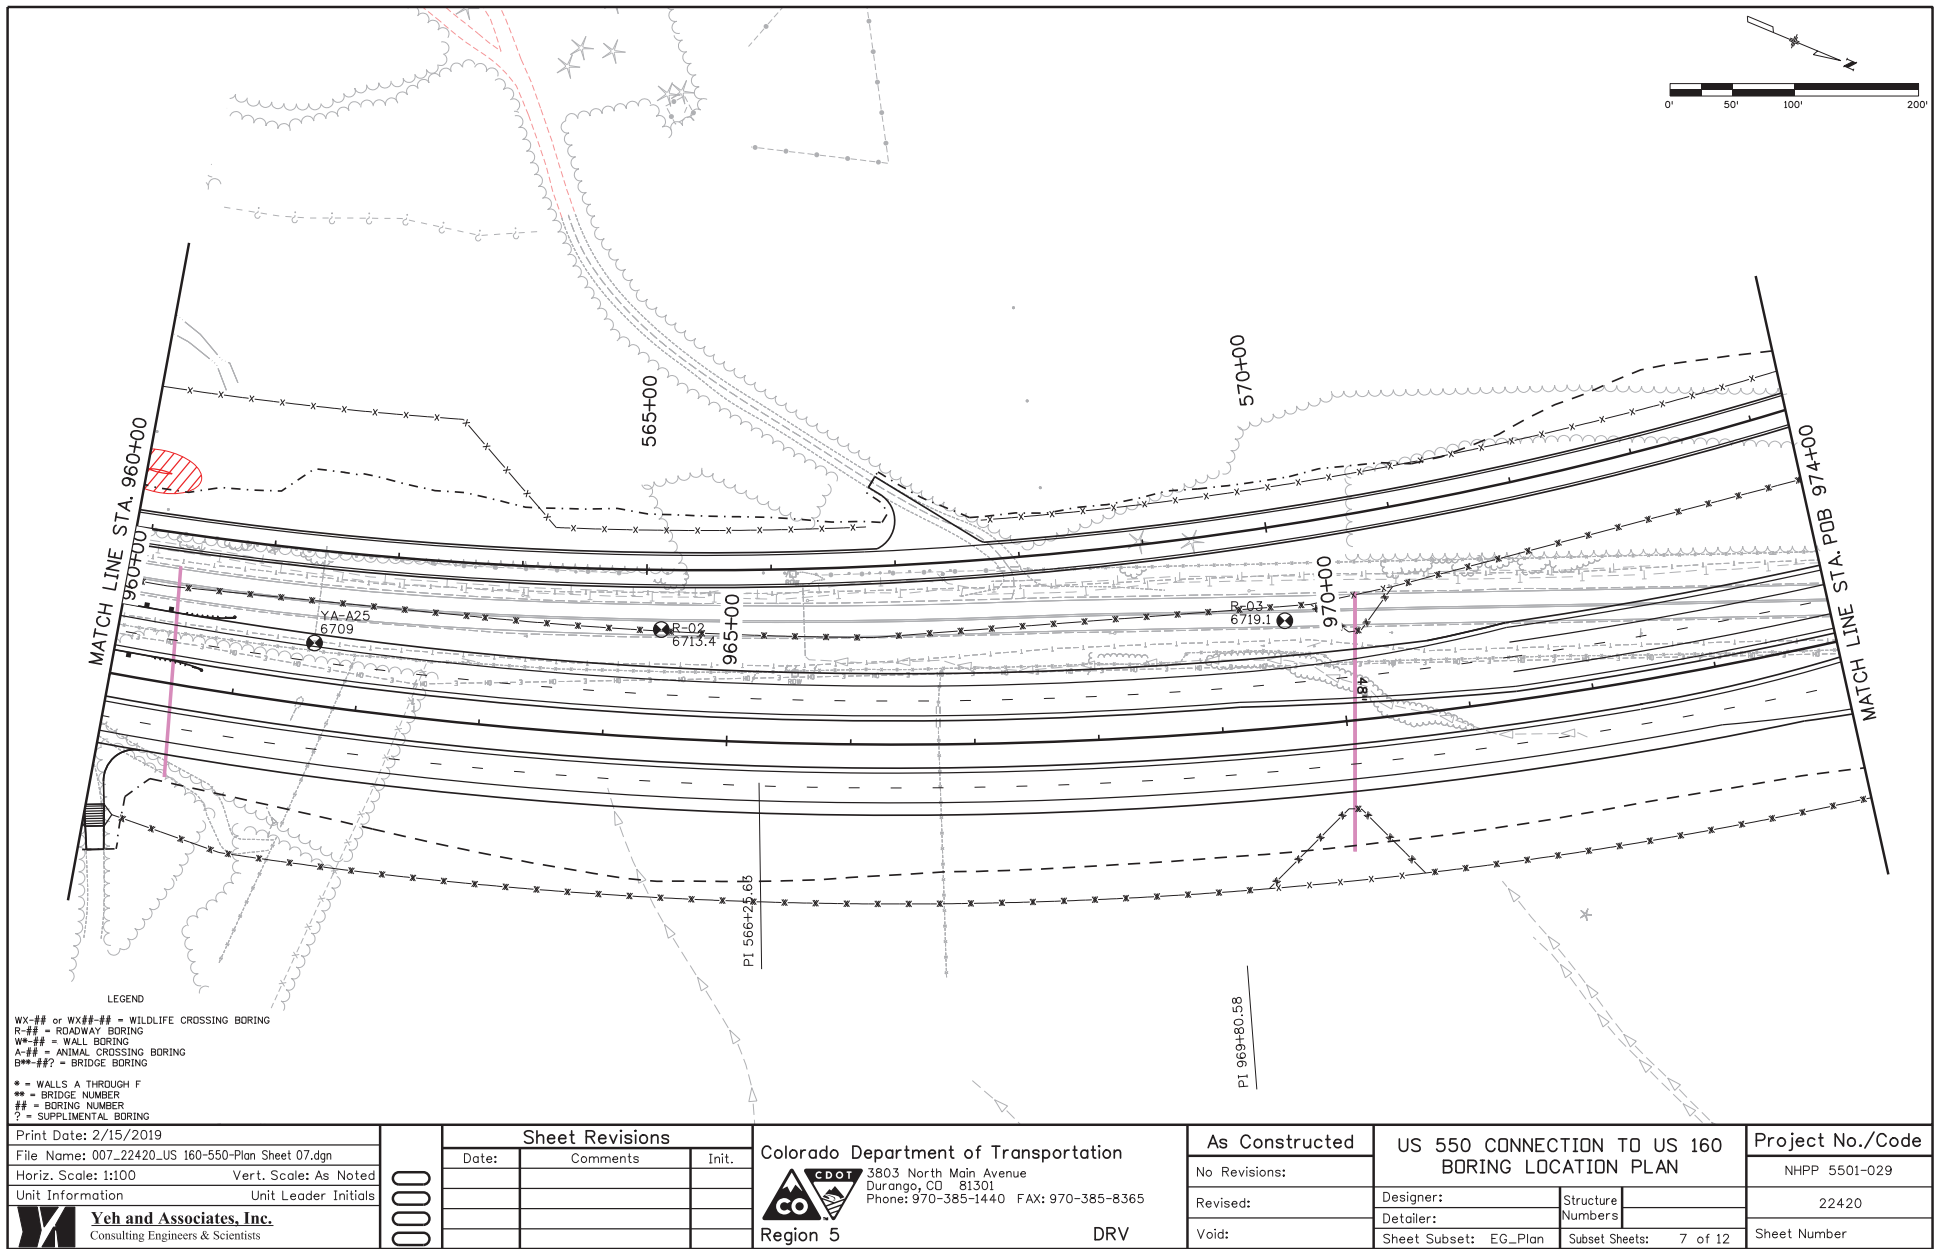 N
0' 50' 100' 200'
MATCH LINE STA. 960+00
960+00
565+00
570+00
965+00
970+00
MATCH LINE STA. POB 974+00
YA-A25
6709
R-02
6713.4
R-03
6719.1
48"
ROW
PI 566+25.63
PI 969+80.58
LEGEND
WX-## or WX##-## = WILDLIFE CROSSING BORING
R-## = ROADWAY BORING
W*-## = WALL BORING
A-## = ANIMAL CROSSING BORING
B**-##? = BRIDGE BORING
* = WALLS A THROUGH F
** = BRIDGE NUMBER
## = BORING NUMBER
? = SUPPLIMENTAL BORING
Print Date: 2/15/2019
File Name: 007_22420_US 160-550-Plan Sheet 07.dgn
Horiz. Scale: 1:100 Vert. Scale: As Noted
Unit Information Unit Leader Initials
Yeh and Associates, Inc.
Consulting Engineers & Scientists
Sheet Revisions
Date: Comments Init.
Colorado Department of Transportation
CO
CDOT
3803 North Main Avenue
Durango, CO 81301
Phone: 970-385-1440 FAX: 970-385-8365
Region 5 DRV
As Constructed
No Revisions:
Revised:
Void:
US 550 CONNECTION TO US 160
BORING LOCATION PLAN
Designer:
Detailer:
Structure
Numbers
Sheet Subset: EG_Plan Subset Sheets: 7 of 12
Project No./Code
NHPP 5501-029
22420
Sheet Number